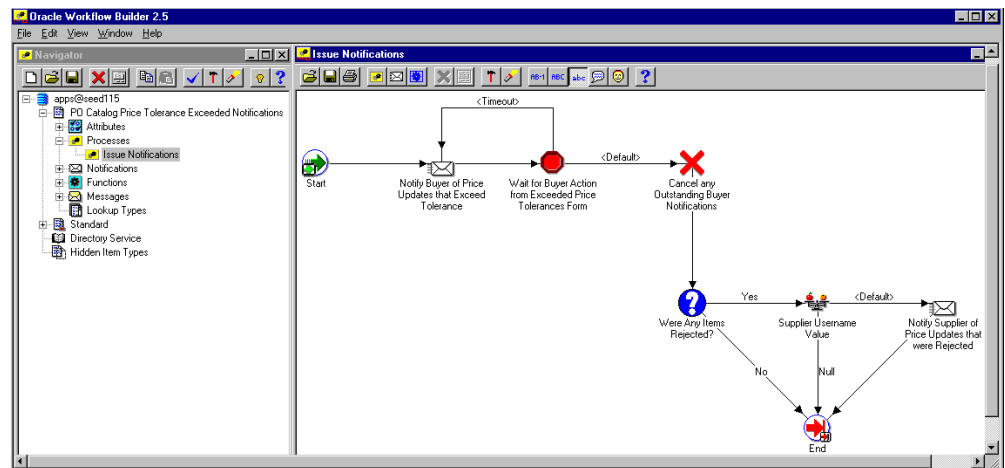 Oracle Workflow Builder 2.5
File Edit View Window Help
Navigator
apps@seed115
PO Catalog Price Tolerance Exceeded Notifications
Attributes
Processes
Issue Notifications
Notifications
Functions
Messages
Lookup Types
Standard
Directory Service
Hidden Item Types
Issue Notifications
AB-1 ABC abc
<Timeout>
Start
Notify Buyer of Price
Updates that Exceed
Tolerance
Wait for Buyer Action
from Exceeded Price
Tolerances Form
<Default>
Cancel any
Outstanding Buyer
Notifications
Were Any Items
Rejected?
Yes
Supplier Username
Value
<Default>
Notify Supplier of
Price Updates that
were Rejected
No
Null
End